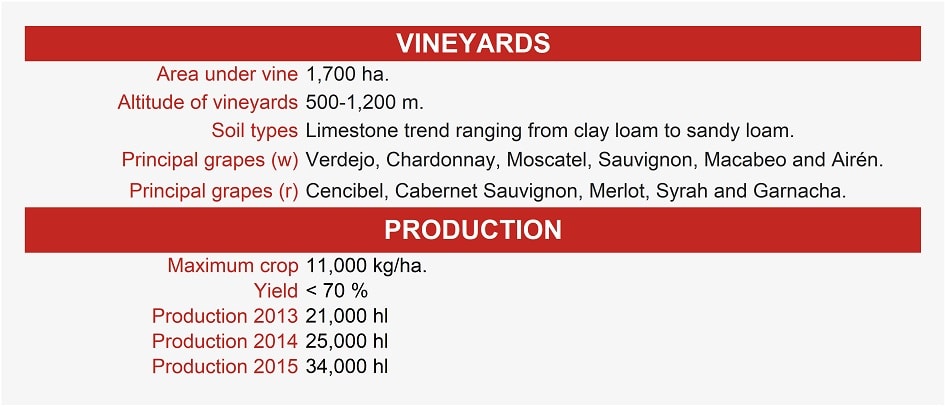 VINEYARDS
Area under vine 1,700 ha.
Altitude of vineyards 500-1,200 m.
Soil types Limestone trend ranging from clay loam to sandy loam.
Principal grapes (w) Verdejo, Chardonnay, Moscatel, Sauvignon, Macabeo and Airén.
Principal grapes (r) Cencibel, Cabernet Sauvignon, Merlot, Syrah and Garnacha.
PRODUCTION
Maximum crop 11,000 kg/ha.
Yield < 70 %
Production 2013 21,000 hl
Production 2014 25,000 hl
Production 2015 34,000 hl